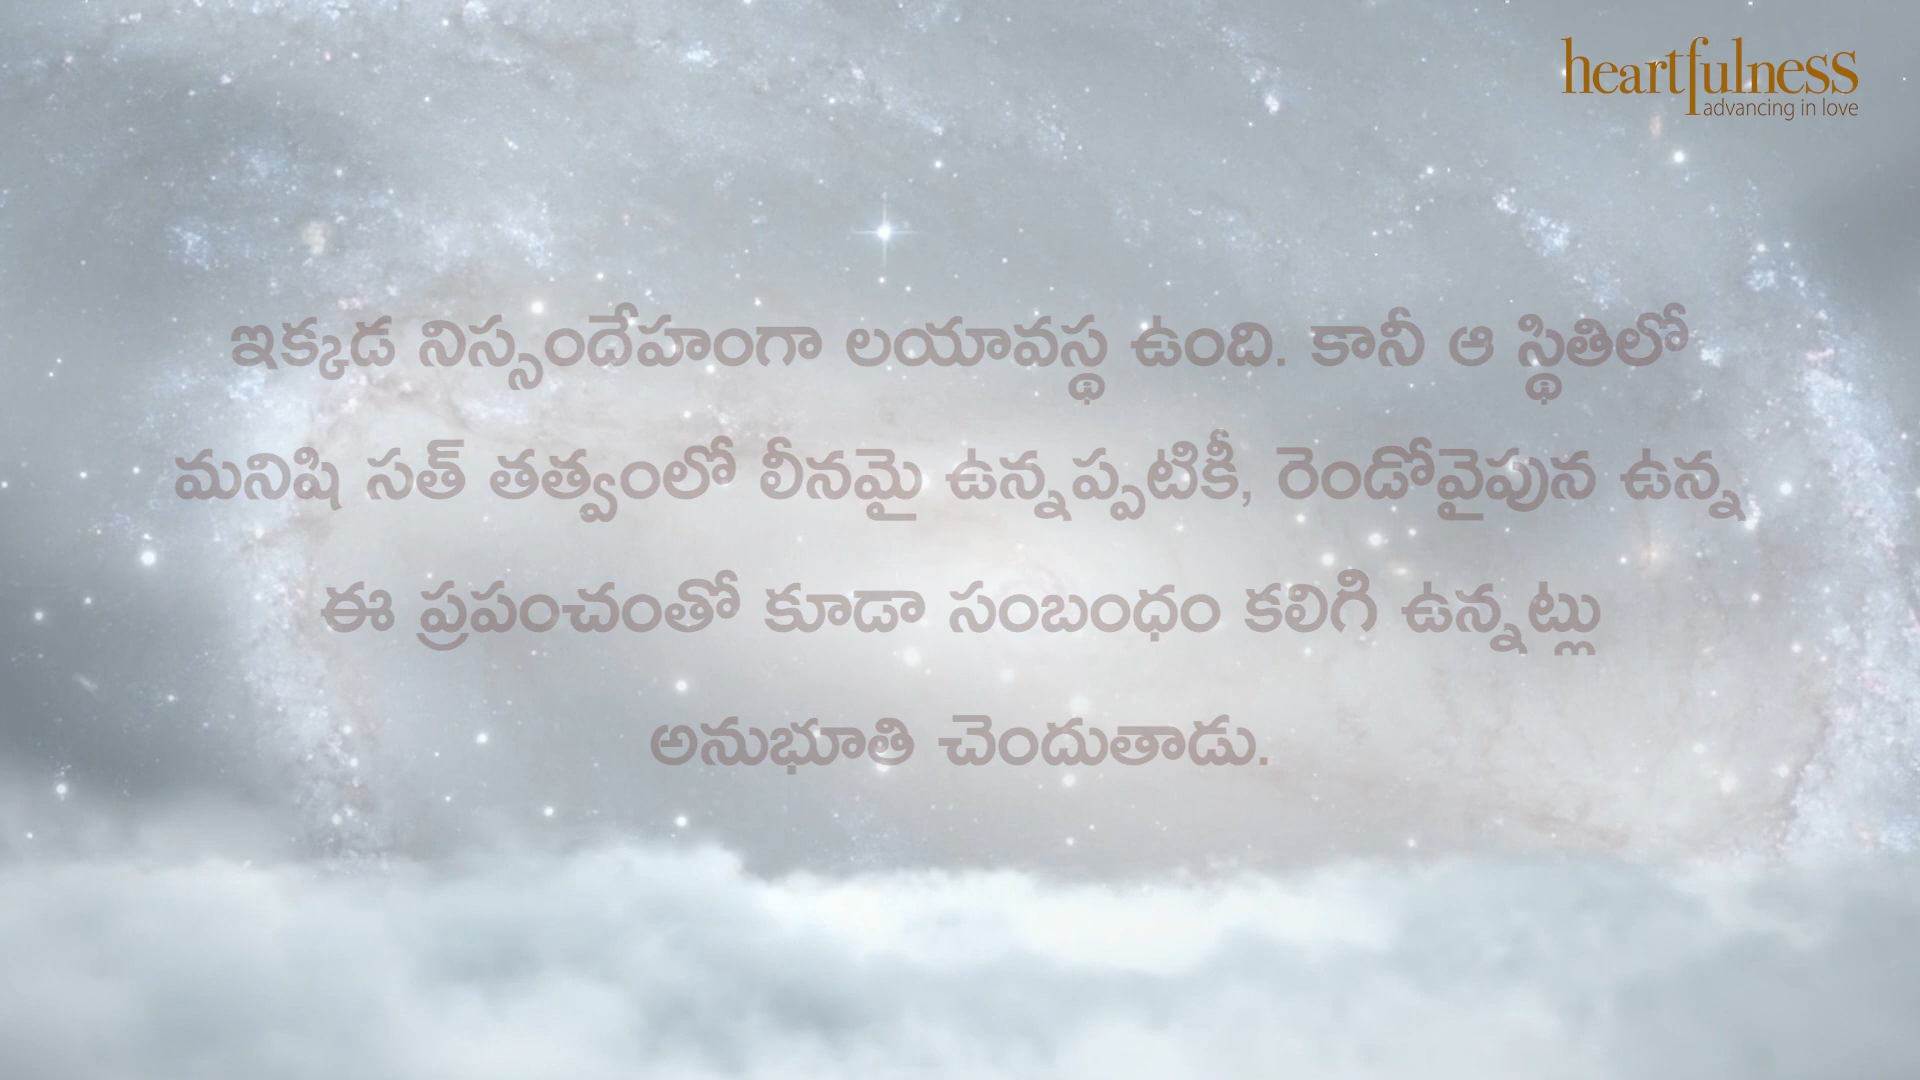 heartfulness
advancing in love
ఇక్కడ నిస్సందేహంగా లయావస్థ ఉంది. కానీ ఆ స్థితిలో
మనిషి సత్ తత్వంలో లీనమై ఉన్నప్పటికీ, రెండోవైపున ఉన్న
ఈ ప్రపంచంతో కూడా సంబంధం కలిగి ఉన్నట్లు
అనుభూతి చెందుతాడు.